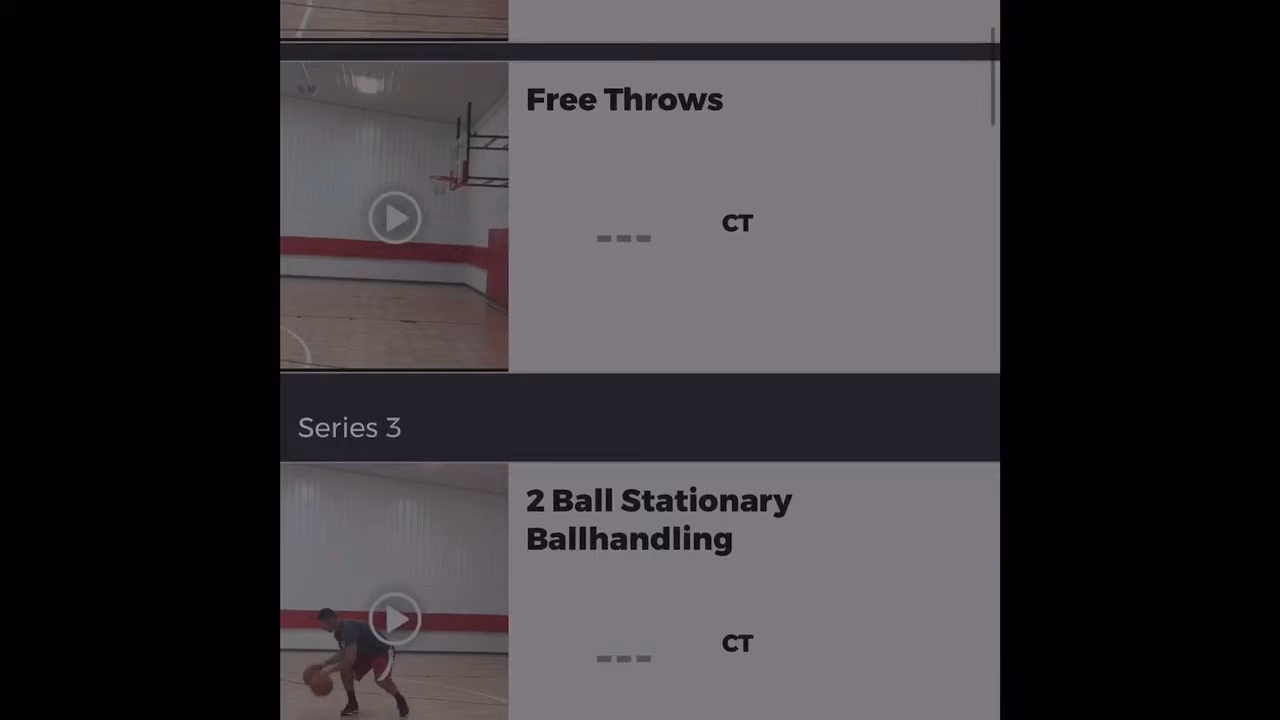 Free Throws
--- CT
Series 3
2 Ball Stationary
Ballhandling
--- CT